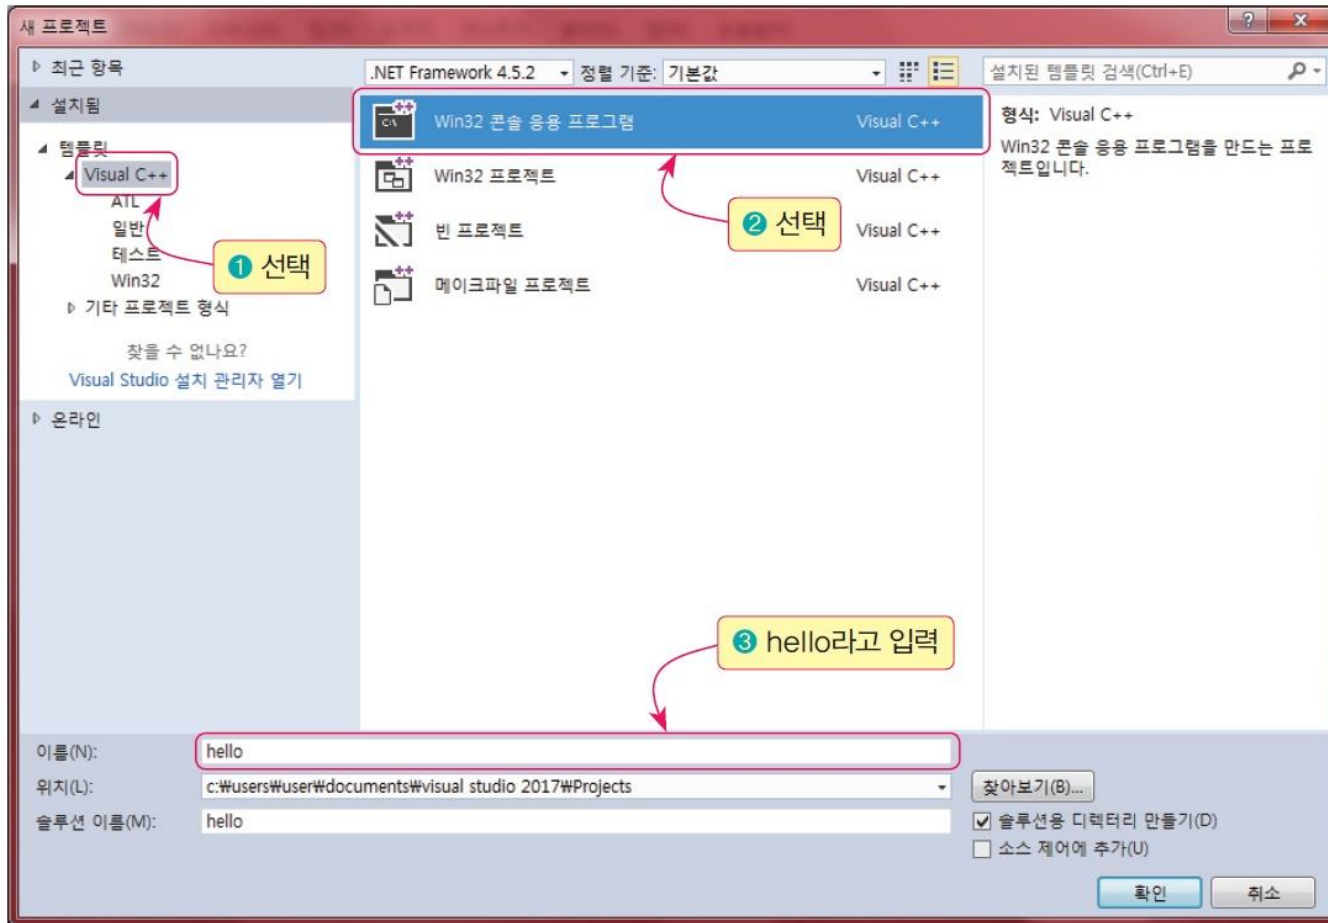 새 프로젝트
최근 항목
.NET Framework 4.5.2 정렬 기준: 기본값
설치된 템플릿 검색(Ctrl+E)
설치됨
템플릿
Visual C++
ATL
일반
테스트
Win32
기타 프로젝트 형식
찾을 수 없나요?
Visual Studio 설치 관리자 열기
온라인
① 선택
Win32 콘솔 응용 프로그램 Visual C++
Win32 프로젝트 Visual C++
빈 프로젝트 Visual C++
메이크파일 프로젝트 Visual C++
② 선택
형식: Visual C++
Win32 콘솔 응용 프로그램을 만드는 프로
젝트입니다.
③ hello라고 입력
이름(N): hello
위치(L): c:₩users₩user₩documents₩visual studio 2017₩Projects 찾아보기(B)...
솔루션 이름(M): hello
솔루션용 디렉터리 만들기(D)
소스 제어에 추가(U)
확인 취소